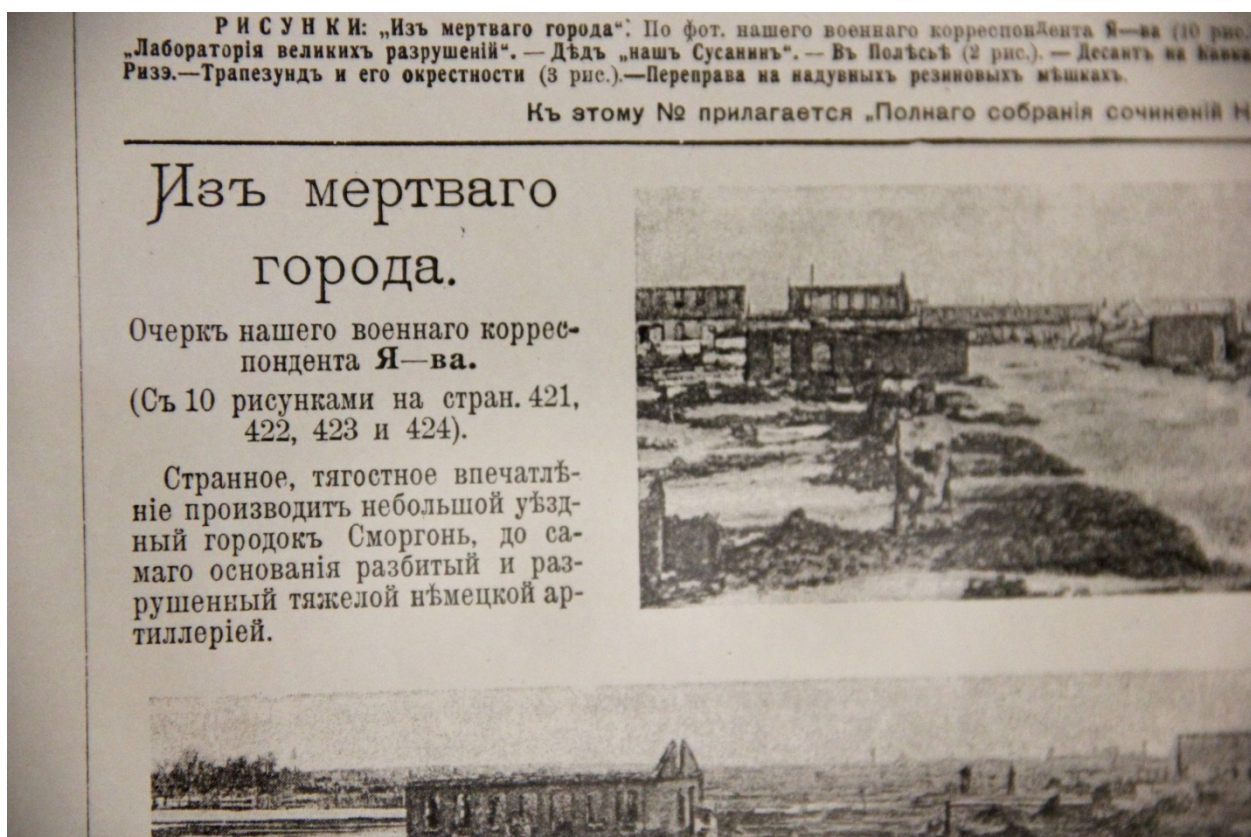 РИСУНКИ: „Изъ мертваго города“. По фот. нашего военнаго корреспондента Я—ва (10 рис.
„Лабораторія великихъ разрушеній“. — Дѣдъ „нашъ Сусанинъ“. — Въ Полѣсьѣ (2 рис.). — Десантъ на
Ризэ.—Трапезундъ и его окрестности (3 рис.).—Переправа на надувныхъ резиновыхъ мѣшкахъ.
Къ этому № прилагается „Полнаго собранія сочиненій Н
Изъ мертваго
города.
Очеркъ нашего военнаго коррес-
пондента Я—ва.
(Съ 10 рисунками на стран. 421,
422, 423 и 424).
Странное, тягостное впечатлѣ-
ніе производитъ небольшой уѣзд-
ный городокъ Сморгонь, до са-
маго основанія разбитый и раз-
рушенный тяжелой нѣмецкой ар-
тиллеріей.